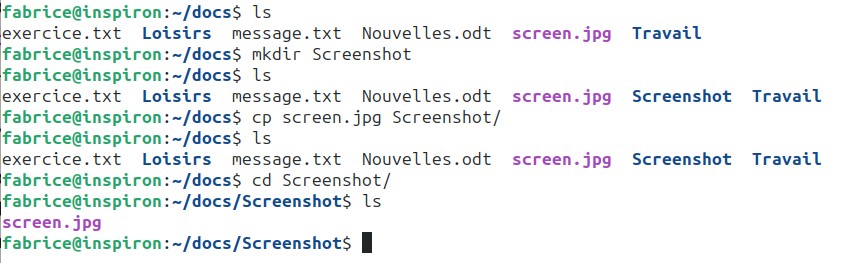 fabrice@inspiron:~/docs$ ls
exercice.txt  Loisirs  message.txt  Nouvelles.odt  screen.jpg  Travail
fabrice@inspiron:~/docs$ mkdir Screenshot
fabrice@inspiron:~/docs$ ls
exercice.txt  Loisirs  message.txt  Nouvelles.odt  screen.jpg  Screenshot  Travail
fabrice@inspiron:~/docs$ cp screen.jpg Screenshot/
fabrice@inspiron:~/docs$ ls
exercice.txt  Loisirs  message.txt  Nouvelles.odt  screen.jpg  Screenshot  Travail
fabrice@inspiron:~/docs$ cd Screenshot/
fabrice@inspiron:~/docs/Screenshot$ ls
screen.jpg
fabrice@inspiron:~/docs/Screenshot$